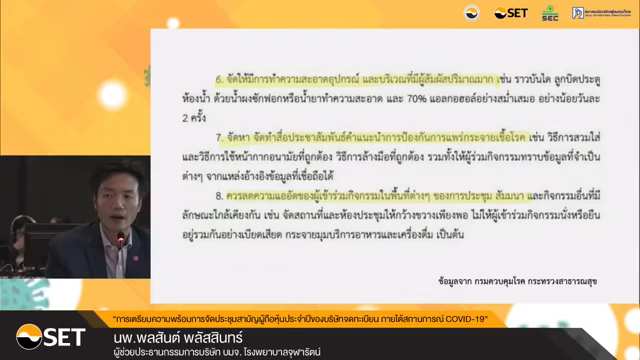 SET
SET
SEC
6. จัดให้มีการทำความสะอาดอุปกรณ์ และบริเวณที่มีผู้สัมผัสปริมาณมาก เช่น ราวบันได ลูกบิดประตู
ห้องน้ำ ด้วยน้ำผงซักฟอกหรือน้ำยาทำความสะอาด และ 70% แอลกอฮอล์อย่างสม่ำเสมอ อย่างน้อยวันละ
2 ครั้ง
7. จัดหา จัดทำสื่อประชาสัมพันธ์คำแนะนำการป้องกันการแพร่กระจายเชื้อโรค เช่น วิธีการสวมใส่
และวิธีการใช้หน้ากากอนามัยที่ถูกต้อง วิธีการล้างมือที่ถูกต้อง รวมทั้งให้ผู้ร่วมกิจกรรมทราบข้อมูลที่จำเป็น
ต่างๆ จากแหล่งอ้างอิงข้อมูลที่เชื่อถือได้
8. ควรลดความแออัดของผู้เข้าร่วมกิจกรรมในพื้นที่ต่างๆ ของการประชุม สัมมนา และกิจกรรมอื่นที่มี
ลักษณะใกล้เคียงกัน เช่น จัดสถานที่และห้องประชุมให้กว้างขวางเพียงพอ ไม่ให้ผู้เข้าร่วมกิจกรรมนั่งหรือยืน
อยู่รวมกันอย่างเบียดเสียด กระจายมุมบริการอาหารและเครื่องดื่ม เป็นต้น
ข้อมูลจาก กรมควบคุมโรค กระทรวงสาธารณสุข
"การเตรียมความพร้อมการจัดประชุมสามัญผู้ถือหุ้นประจำปีของบริษัทจดทะเบียน ภายใต้สถานการณ์ COVID-19"
นพ.พลสันต์ พลัสสินทร์
ผู้ช่วยประธานกรรมการบริษัท บมจ. โรงพยาบาลจุฬารัตน์